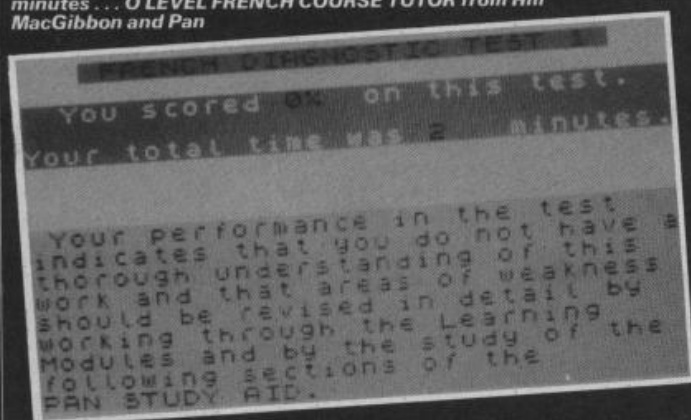 minutes . . . O LEVEL FRENCH COURSE TUTOR from Hill
MacGibbon and Pan
FRENCH DIAGNOSTIC TEST 1
You scored 0% on this test.
Your total time was 2 minutes.
Your performance in the test
indicates that you do not have a
thorough understanding of this
work and that areas of weakness
should be revised in detail by
working through the Learning
Modules and by the study of the
following sections of the
PAN STUDY AID.